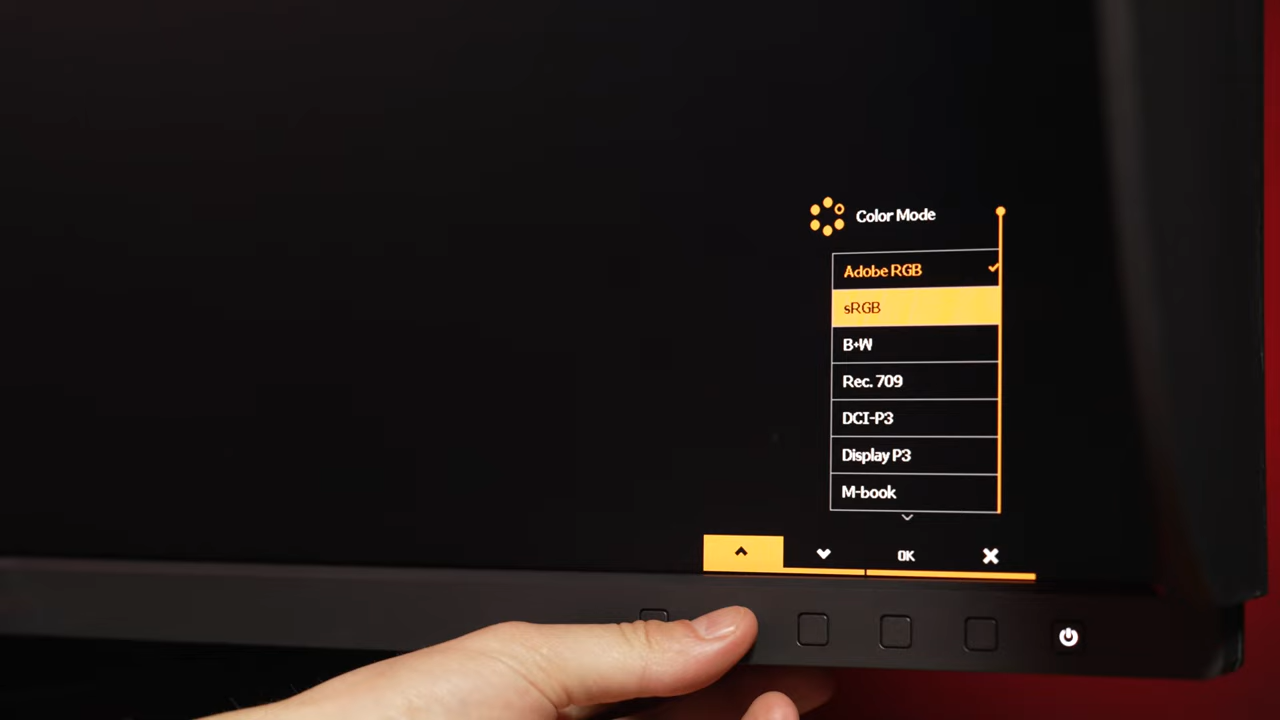 Color Mode
Adobe RGB
sRGB
B+W
Rec. 709
DCI-P3
Display P3
M-book
OK